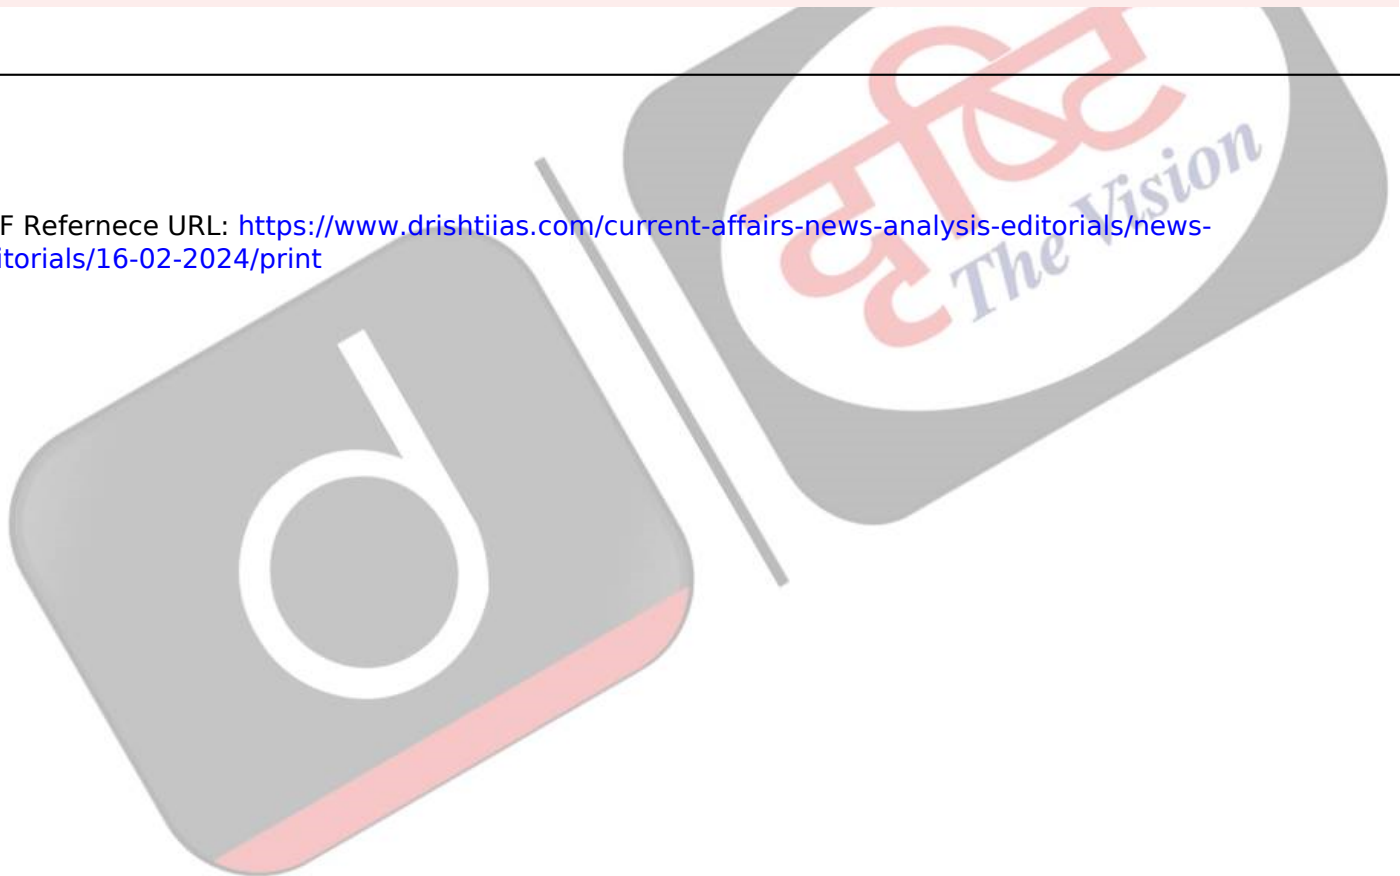 दृष्टि
The Vision
F Refernece URL: https://www.drishtiias.com/current-affairs-news-analysis-editorials/news-
itorials/16-02-2024/print
d